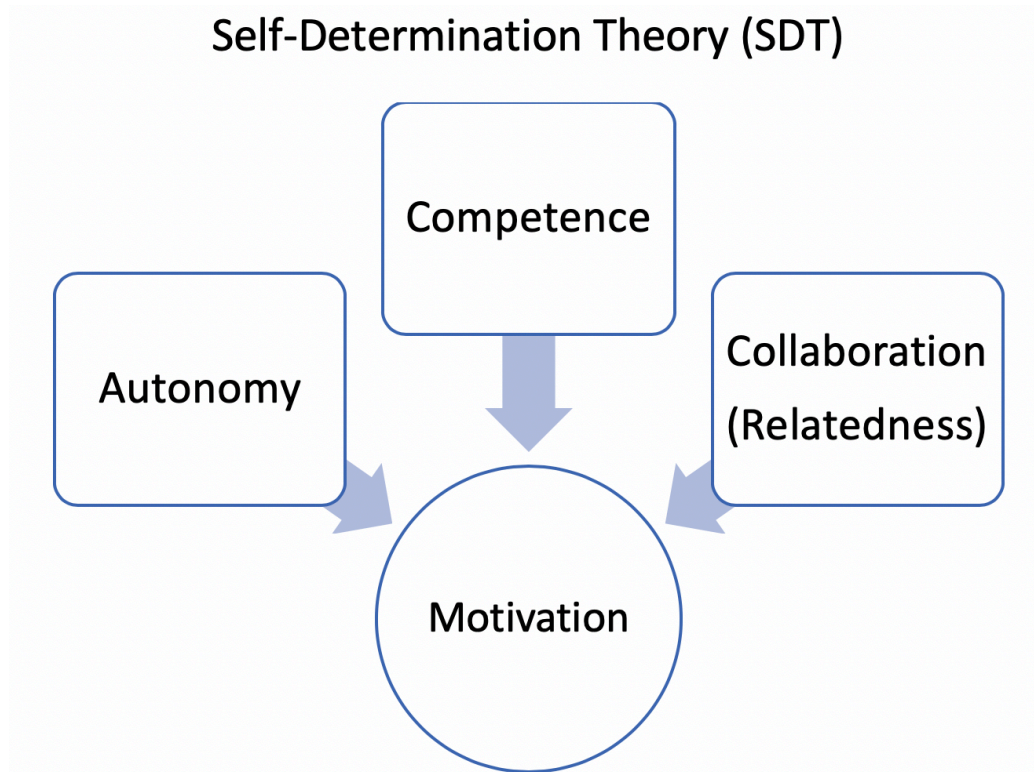 Self-Determination Theory (SDT)
Competence
Autonomy
Collaboration
(Relatedness)
Motivation